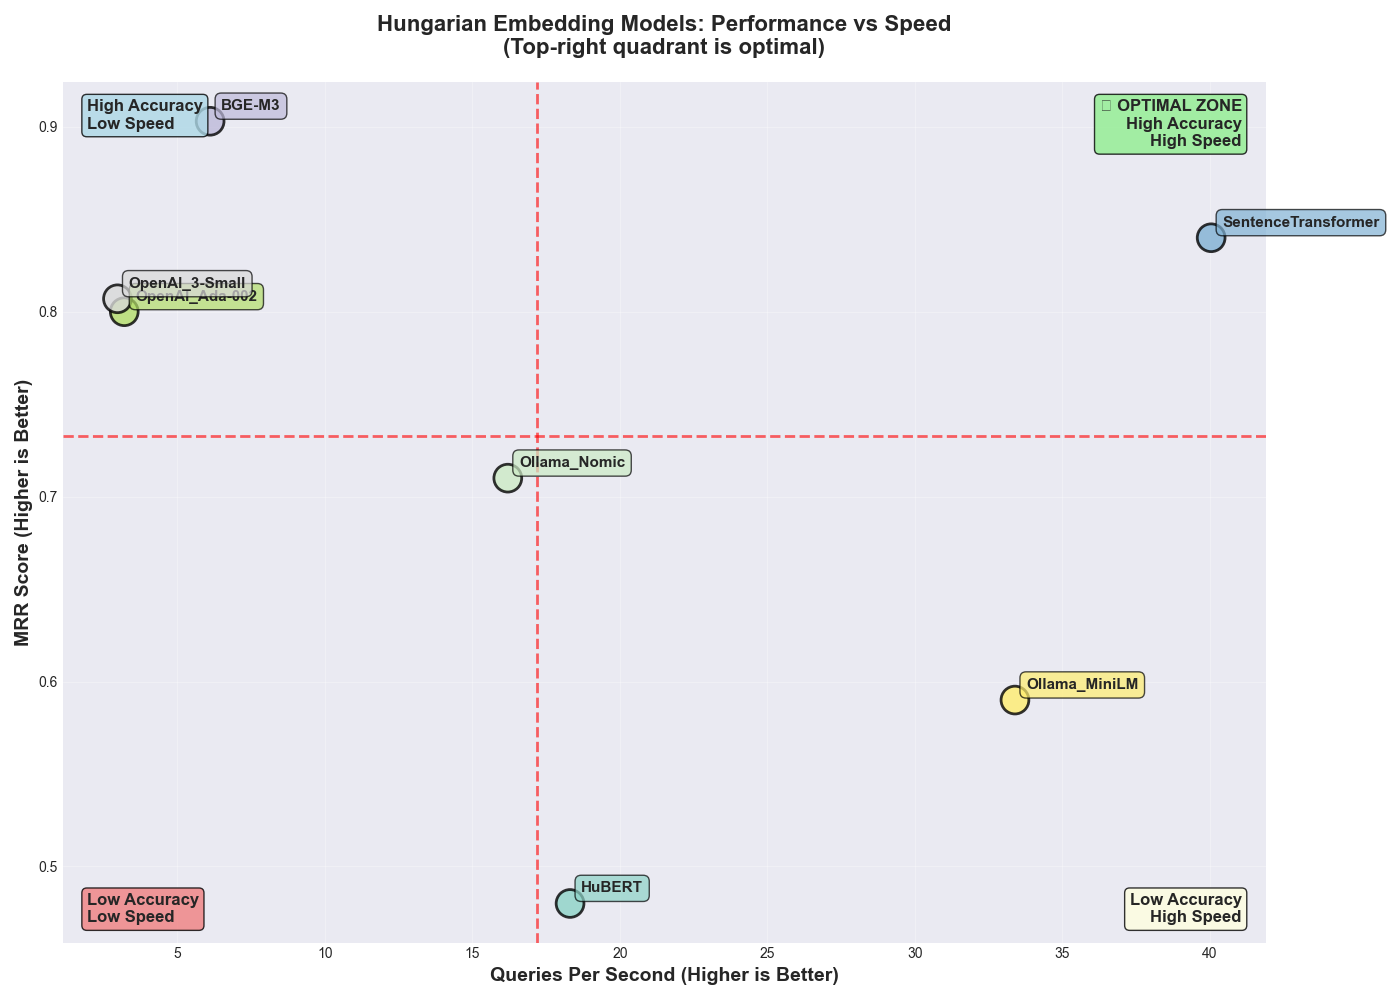 Hungarian Embedding Models: Performance vs Speed
(Top-right quadrant is optimal)
High Accuracy
Low Speed
BGE-M3
OPTIMAL ZONE
High Accuracy
High Speed
SentenceTransformer
OpenAI_3-Small
OpenAI_Ada-002
Ollama_Nomic
Ollama_MiniLM
HuBERT
Low Accuracy
Low Speed
Low Accuracy
High Speed
MRR Score (Higher is Better)
0.9
0.8
0.7
0.6
0.5
5
10
15
20
25
30
35
40
Queries Per Second (Higher is Better)